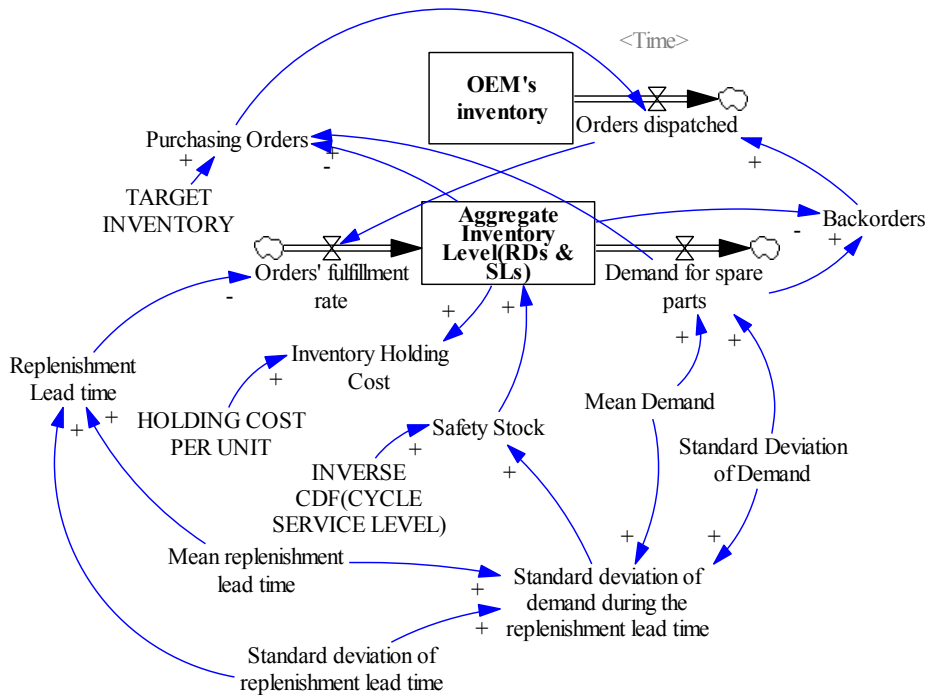 <Time>
OEM's
inventory
Orders dispatched
Purchasing Orders
+
-
+
+
TARGET
INVENTORY
Aggregate
Inventory
Level(RDs &
SLs)
Backorders
-
+
Orders' fulfillment
rate
-
Demand for spare
parts
+
+
+
+
Replenishment
Lead time
+
+
Inventory Holding
Cost
+
HOLDING COST
PER UNIT
Mean Demand
Safety Stock
+
+
Standard Deviation
of Demand
INVERSE
CDF(CYCLE
SERVICE LEVEL)
+
+
Mean replenishment
lead time
+
+
Standard deviation of
demand during the
replenishment lead time
Standard deviation of
replenishment lead time